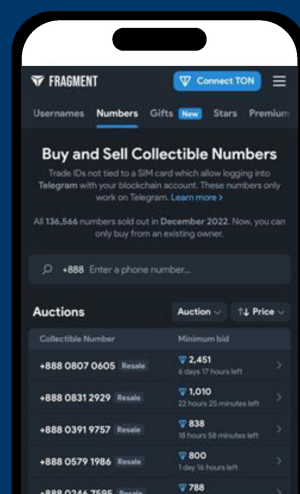 FRAGMENT
Connect TON
Usernames Numbers Gifts New Stars Premium
Buy and Sell Collectible Numbers
Trade IDs not tied to a SIM card which allow logging into
Telegram with your blockchain account. These numbers only
work on Telegram. Learn more >
All 136,566 numbers sold out in December 2022. Now, you can
only buy from an existing owner.
+888 Enter a phone number...
Auctions
Auction
↑↓ Price
Collectible Number Minimum bid
+888 0807 0605 Resale 2,451
6 days 17 hours left
+888 0831 2929 Resale 1,010
22 hours 25 minutes left
+888 0391 9757 Resale 838
18 hours 58 minutes left
+888 0579 1986 Resale 800
1 day 16 hours left
+888 0246 7595 Resale 788